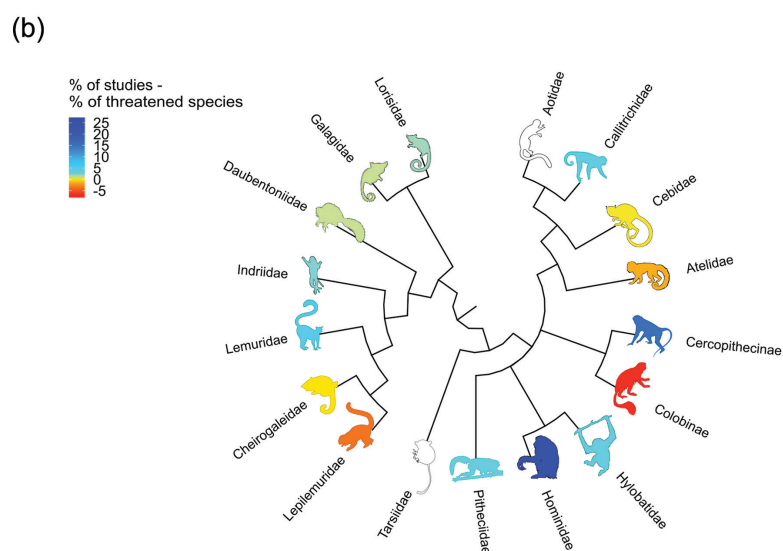 (b)
% of studies -
% of threatened species
25
20
15
10
5
0
-5
Lorisidae
Galagidae
Daubentoniidae
Indriidae
Lemuridae
Cheirogaleidae
Lepilemuridae
Tarsiidae
Pitheciidae
Hominidae
Hylobatidae
Colobinae
Cercopithecinae
Atelidae
Cebidae
Callitrichidae
Aotidae